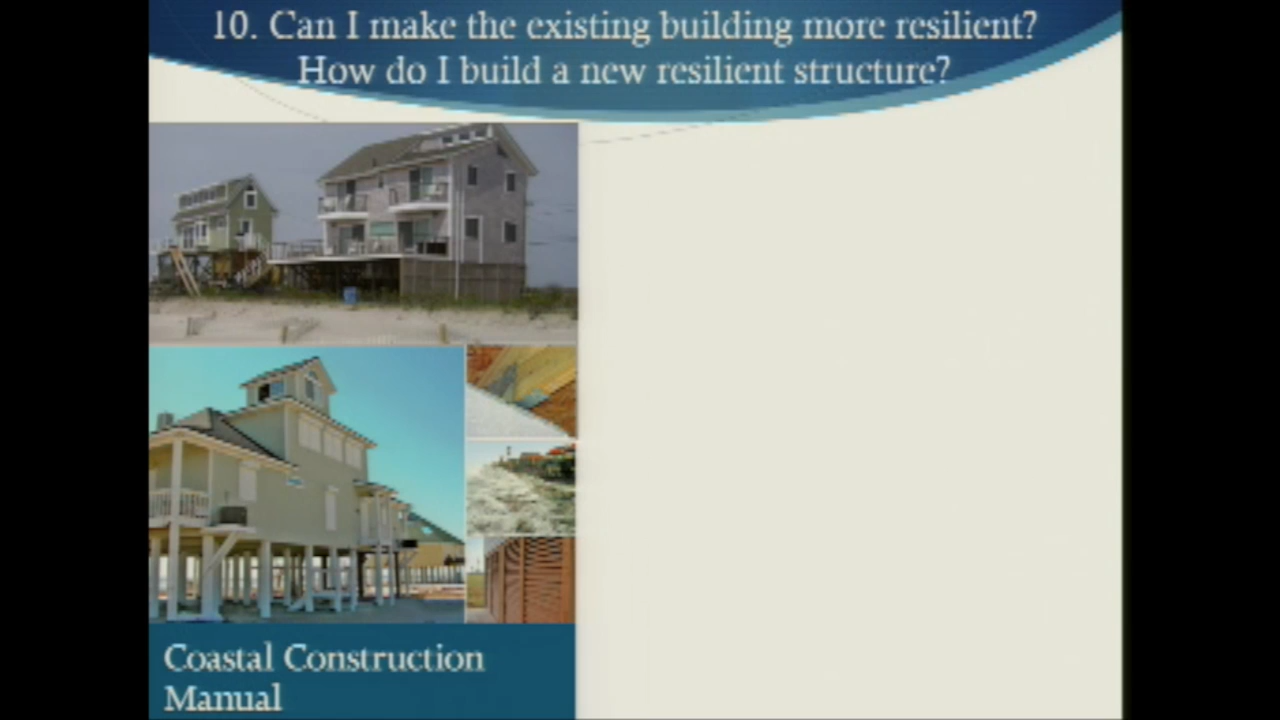 10. Can I make the existing building more resilient?
How do I build a new resilient structure?
Coastal Construction
Manual